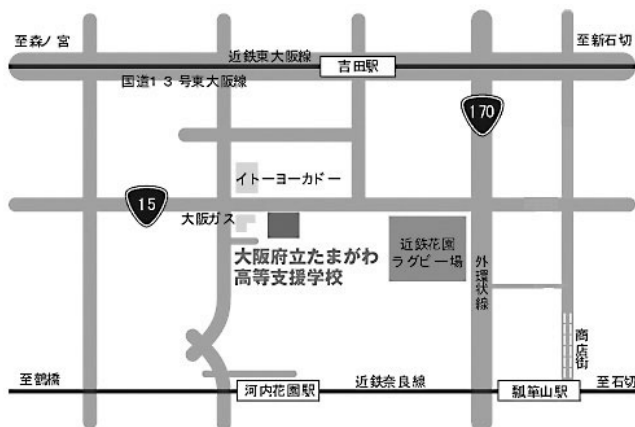 至森ノ宮
近鉄東大阪線
吉田駅
至新石切
国道13号東大阪線
170
イトーヨーカドー
15
大阪ガス
大阪府立たまがわ
高等支援学校
近鉄花園
ラグビー場
外環状線
商店街
至鶴橋
河内花園駅
近鉄奈良線
瓢箪山駅
至石切